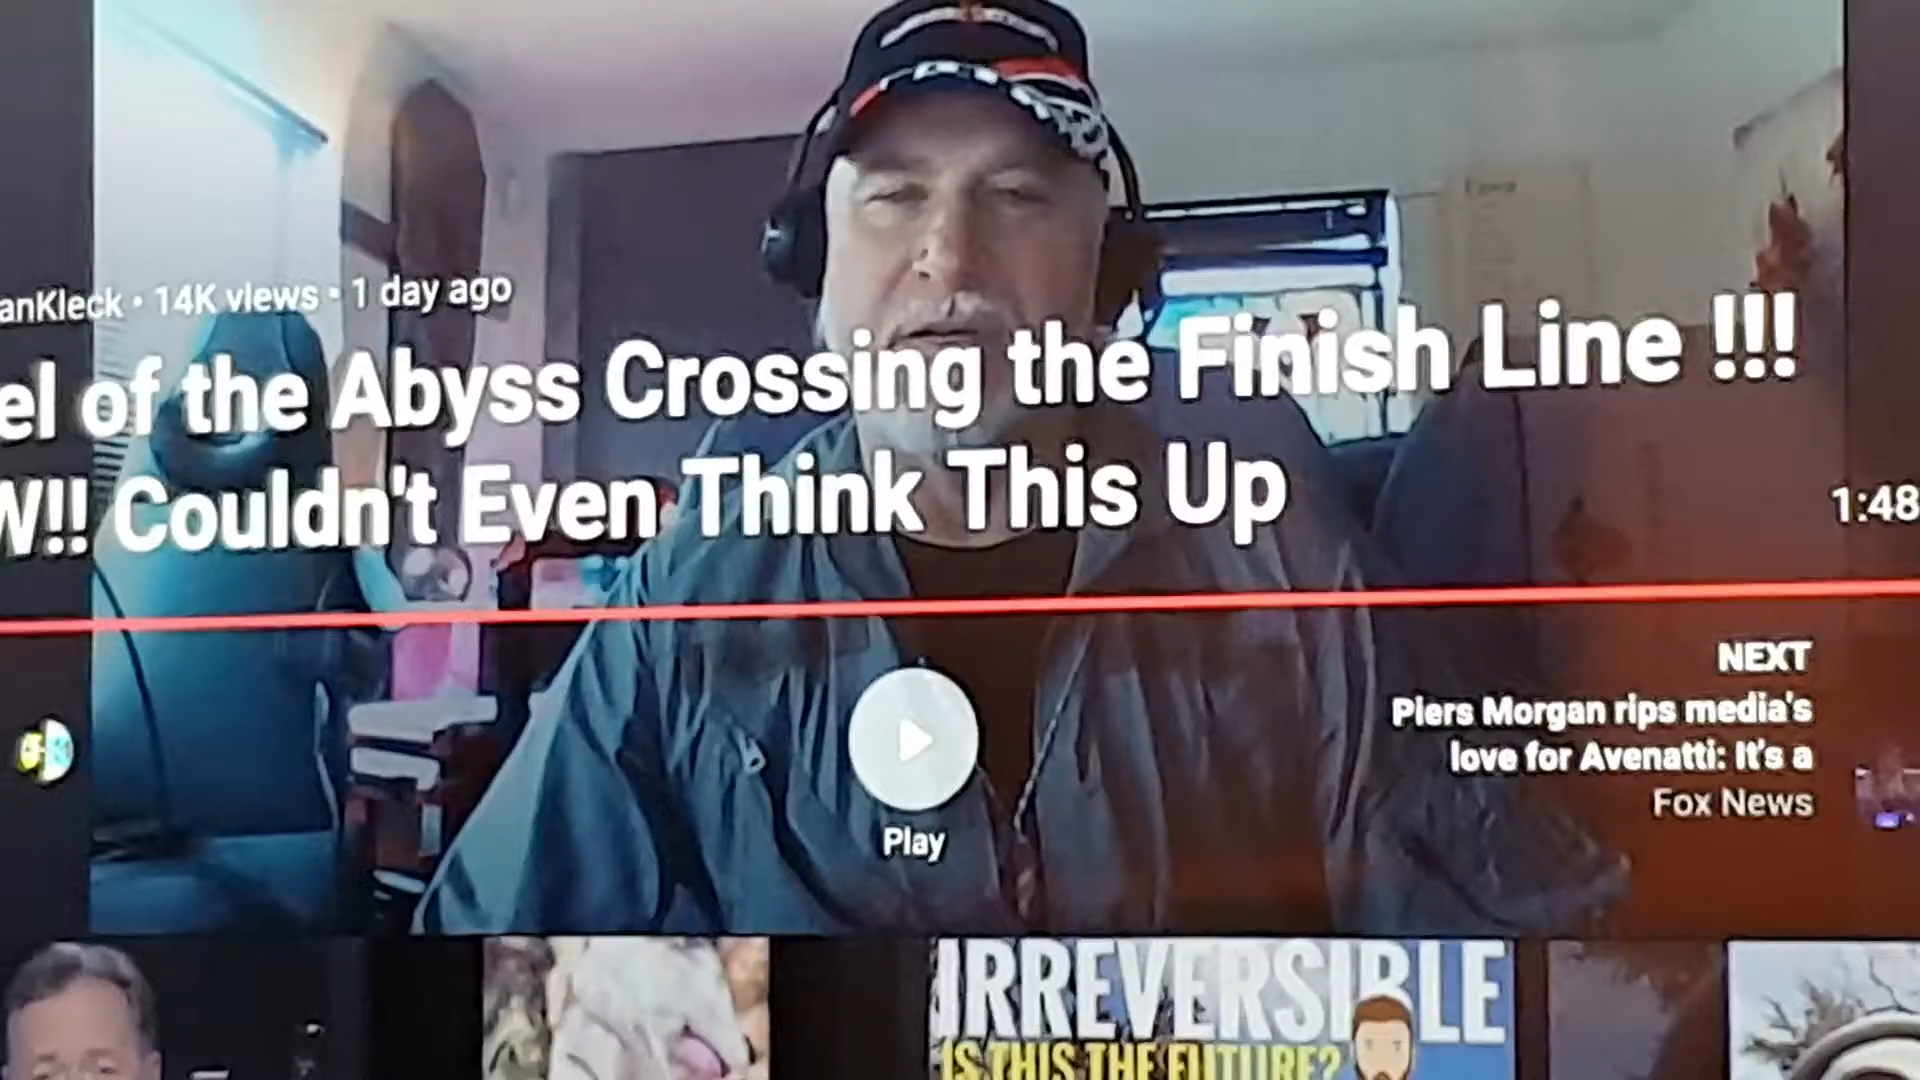 anKleck • 14K views • 1 day ago
el of the Abyss Crossing the Finish Line !!!
W!! Couldn't Even Think This Up
1:48
NEXT
Piers Morgan rips media's
love for Avenatti: It's a
Fox News
Play
IRREVERSIBLE
IS THIS THE FUTURE?